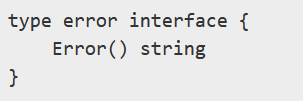 type error interface {
    Error() string
}